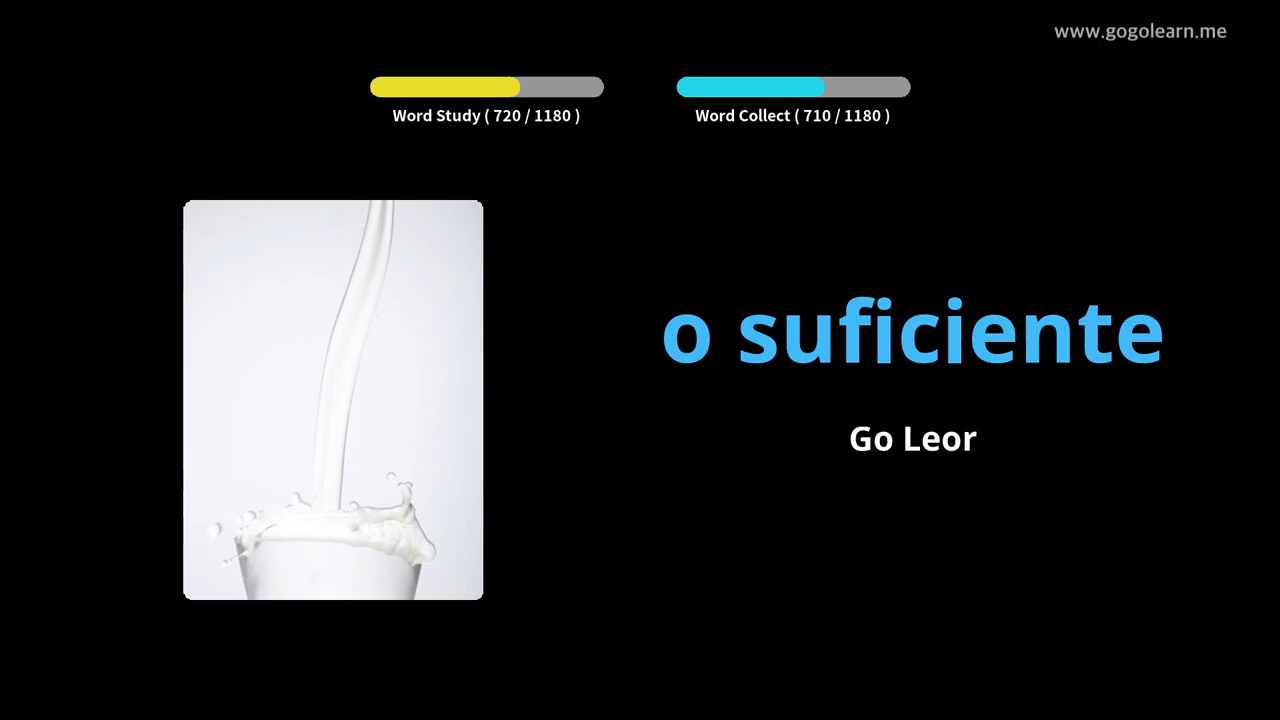 www.gogolearn.me
Word Study ( 720 / 1180 )
Word Collect ( 710 / 1180 )
o suficiente
Go Leor